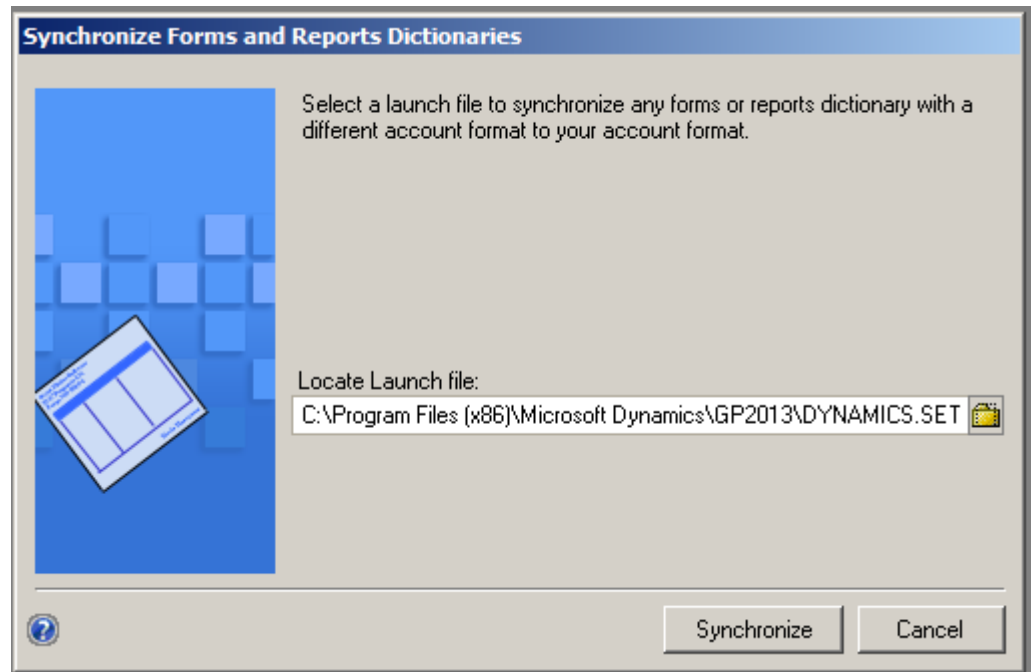 Synchronize Forms and Reports Dictionaries
Select a launch file to synchronize any forms or reports dictionary with a
different account format to your account format.
Locate Launch file:
C:\Program Files (x86)\Microsoft Dynamics\GP2013\DYNAMICS.SET
Synchronize
Cancel